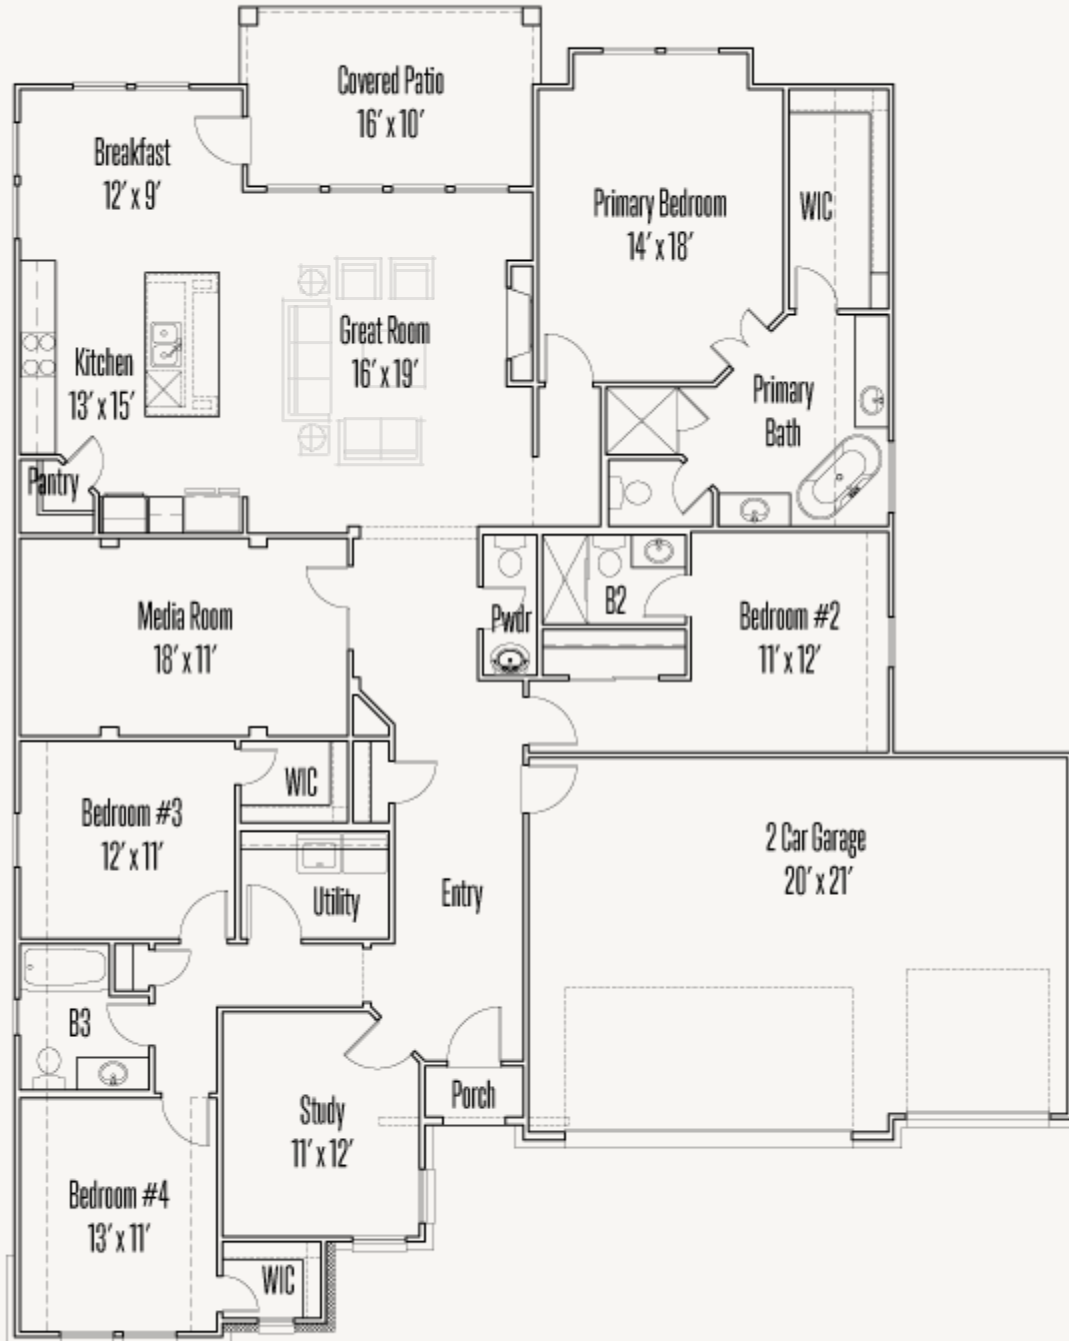 Covered Patio
16' x 10'
Breakfast
12' x 9'
Primary Bedroom
14' x 18'
WIC
Great Room
16' x 19'
Kitchen
13' x 15'
Primary
Bath
Pantry
Media Room
18' x 11'
Pwdr
B2
Bedroom #2
11' x 12'
WIC
Bedroom #3
12' x 11'
2 Car Garage
20' x 21'
Utility
Entry
B3
Porch
Study
11' x 12'
Bedroom #4
13' x 11'
WIC